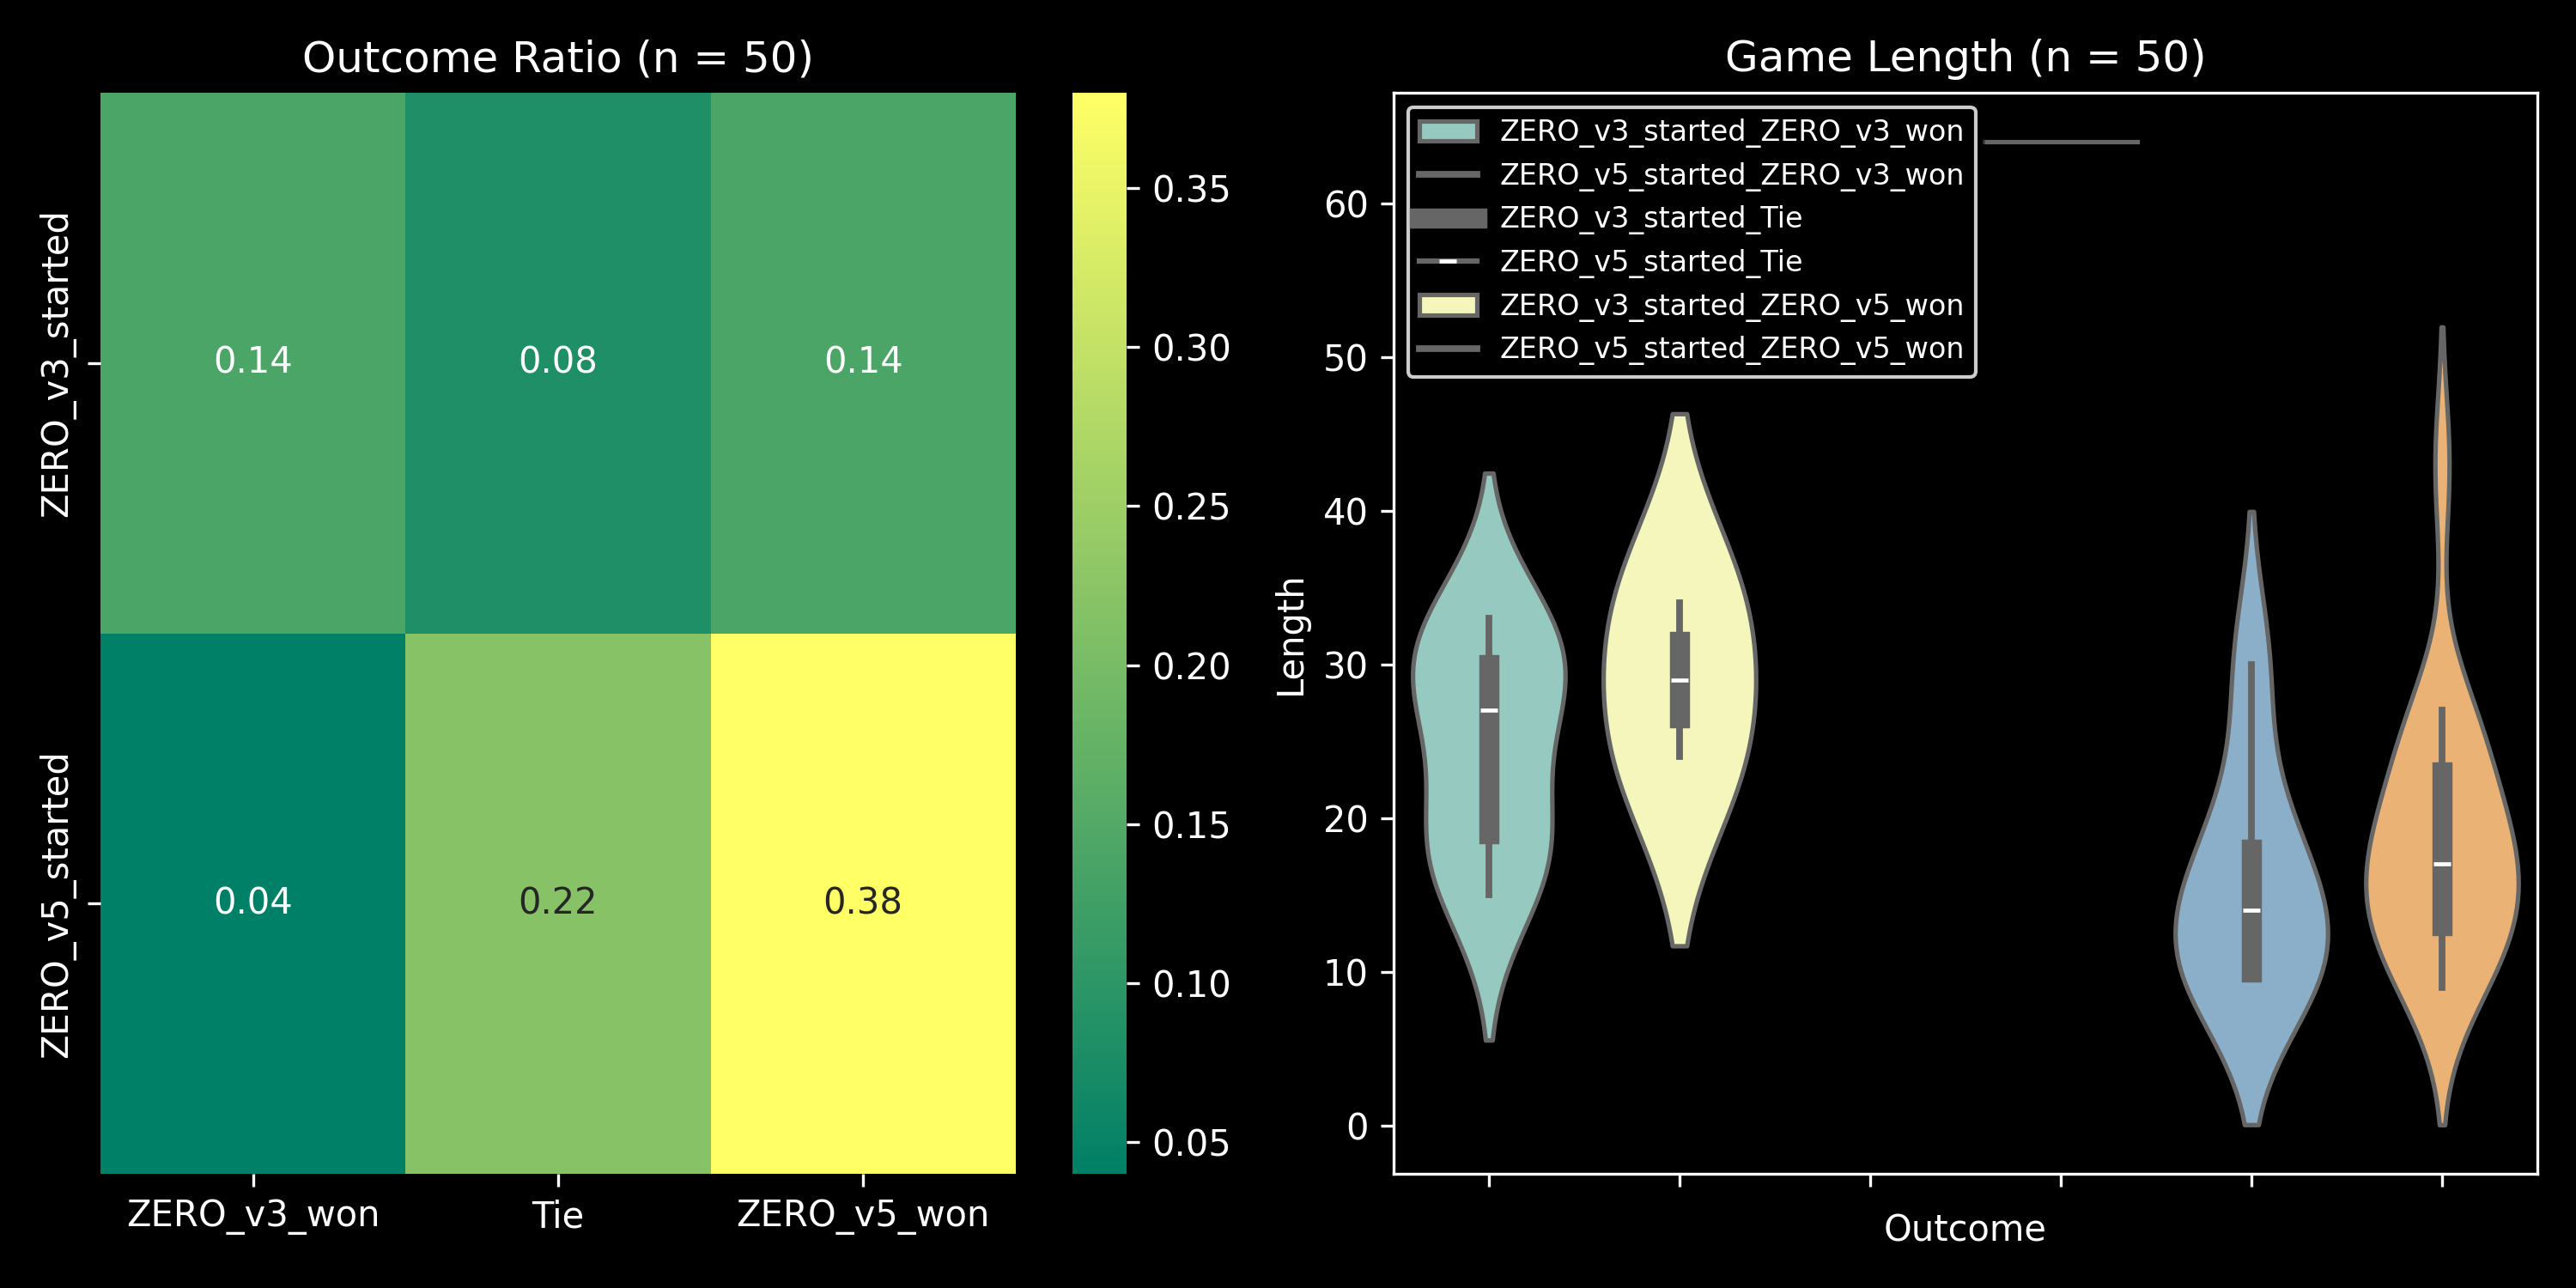 Outcome Ratio (n = 50)
ZERO_v3_started
ZERO_v5_started
0.14 0.08 0.14
0.04 0.22 0.38
ZERO_v3_won Tie ZERO_v5_won
0.35
0.30
0.25
0.20
0.15
0.10
0.05
Game Length (n = 50)
ZERO_v3_started_ZERO_v3_won
ZERO_v5_started_ZERO_v3_won
ZERO_v3_started_Tie
ZERO_v5_started_Tie
ZERO_v3_started_ZERO_v5_won
ZERO_v5_started_ZERO_v5_won
Length
60
50
40
30
20
10
0
Outcome